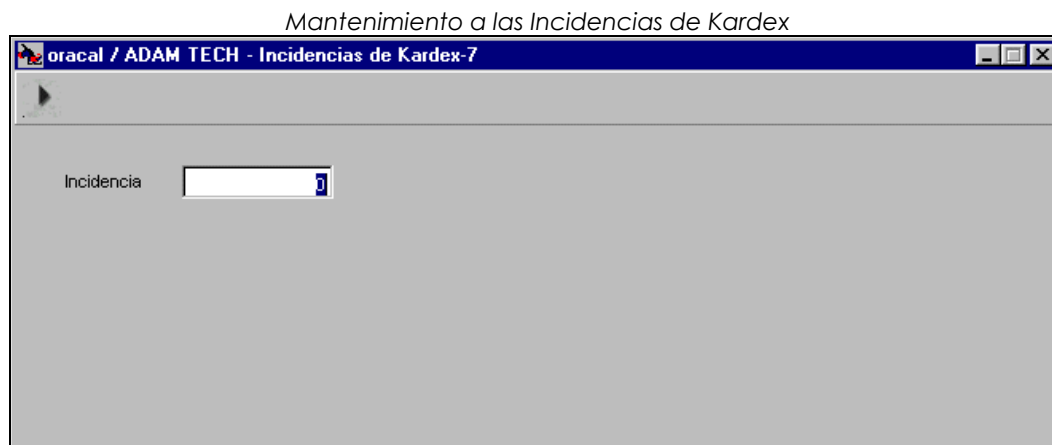 Mantenimiento a las Incidencias de Kardex
oracal / ADAM TECH - Incidencias de Kardex-7
Incidencia 0